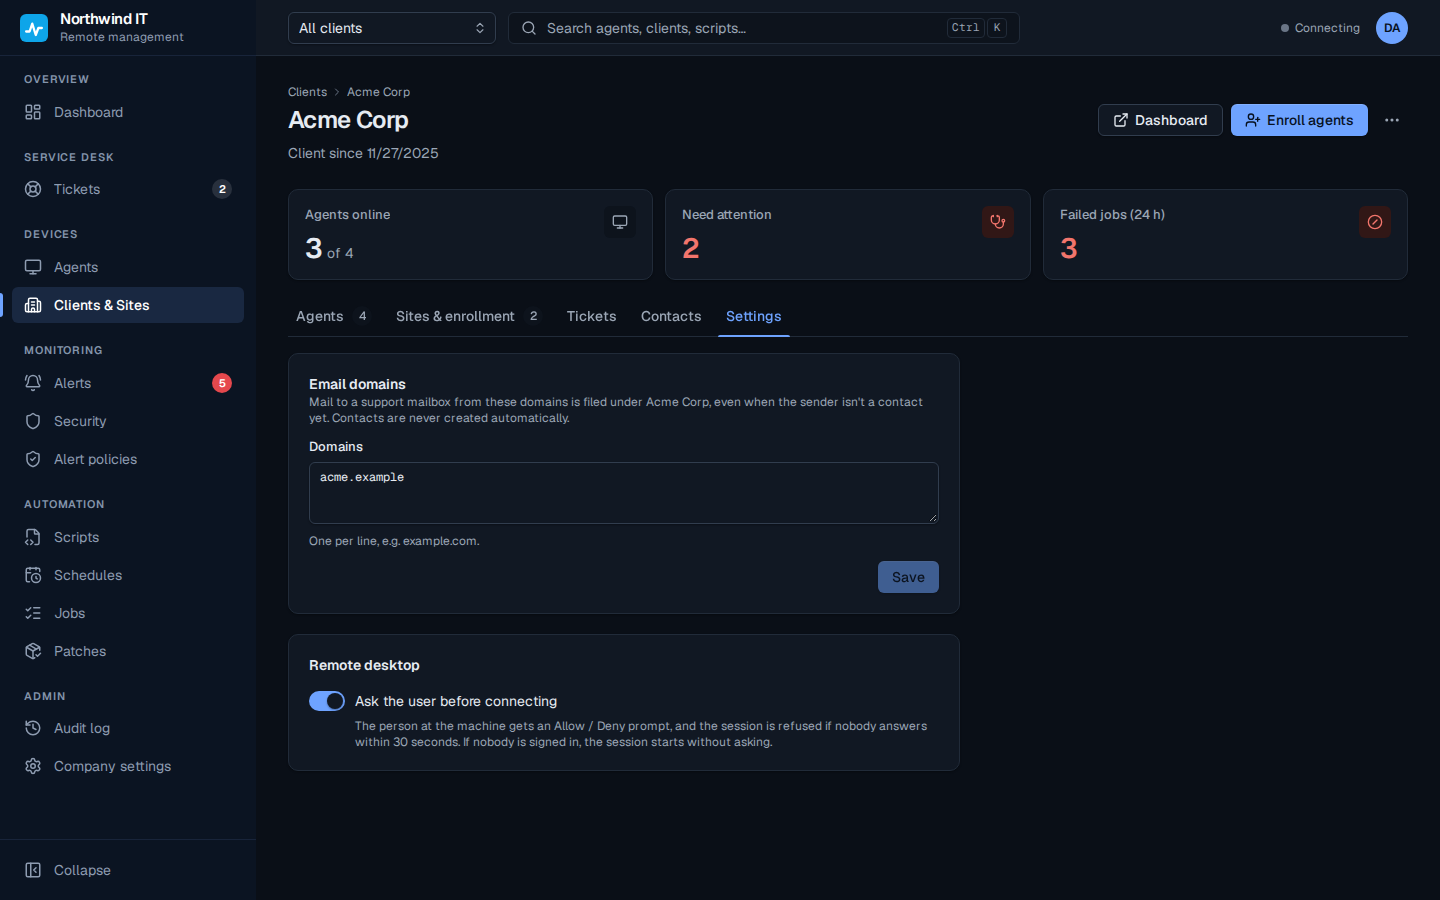 Northwind IT
Remote management
All clients
Search agents, clients, scripts...
Ctrl K
Connecting
DA
OVERVIEW
Dashboard
SERVICE DESK
Tickets 2
DEVICES
Agents
Clients & Sites
MONITORING
Alerts 5
Security
Alert policies
AUTOMATION
Scripts
Schedules
Jobs
Patches
ADMIN
Audit log
Company settings
Collapse
Clients Acme Corp
Acme Corp
Client since 11/27/2025
Dashboard
Enroll agents
Agents online
3 of 4
Need attention
2
Failed jobs (24 h)
3
Agents 4 Sites & enrollment 2 Tickets Contacts Settings
Email domains
Mail to a support mailbox from these domains is filed under Acme Corp, even when the sender isn't a contact
yet. Contacts are never created automatically.
Domains
acme.example
One per line, e.g. example.com.
Save
Remote desktop
Ask the user before connecting
The person at the machine gets an Allow / Deny prompt, and the session is refused if nobody answers
within 30 seconds. If nobody is signed in, the session starts without asking.